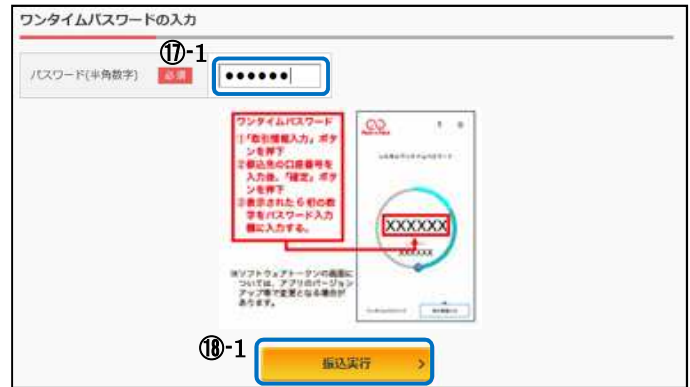 ワンタイムパスワードの入力
⑰-1
パスワード(半角数字) 必須 ●●●●●●
ワンタイムパスワード
①「取引情報入力」ボタ
ンを押下
②振込先の口座番号を
入力後、「確定」ボタ
ンを押下
③表示された6桁の数
字をパスワード入力
欄に入力する。
XXXXXX
XXXXXX
※ソフトウェアトークンの画面に
ついては、アプリのバージョン
アップ等で変更となる場合が
あります。
⑱-1
振込実行 >